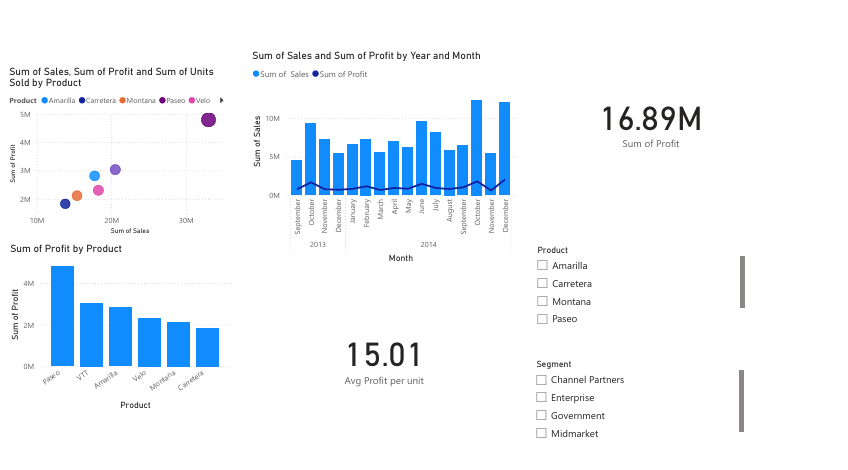 Sum of Sales, Sum of Profit and Sum of Units
Sold by Product
Product Amarilla Carretera Montana Paseo Velo
5M
4M
3M
2M
Sum of Profit
10M 20M 30M
Sum of Sales
Sum of Profit by Product
4M
2M
0M
Sum of Profit
Paseo VTT Amarilla Velo Montana Carretera
Product
Sum of Sales and Sum of Profit by Year and Month
Sum of Sales Sum of Profit
10M
5M
0M
Sum of Sales
September October November December January February March April May June July August September October November December
2013 2014
Month
15.01
Avg Profit per unit
16.89M
Sum of Profit
Product
Amarilla
Carretera
Montana
Paseo
Segment
Channel Partners
Enterprise
Government
Midmarket